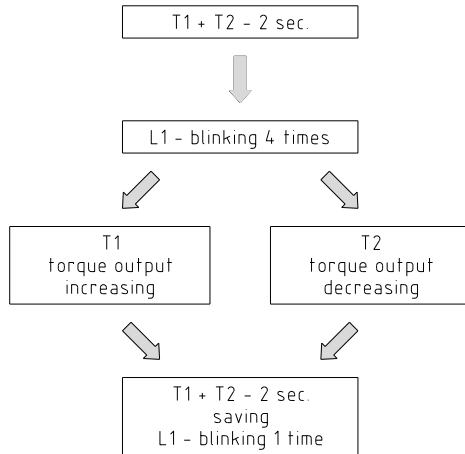 T1 + T2 - 2 sec.
L1 - blinking 4 times
T1
torque output
increasing
T2
torque output
decreasing
T1 + T2 - 2 sec.
saving
L1 - blinking 1 time